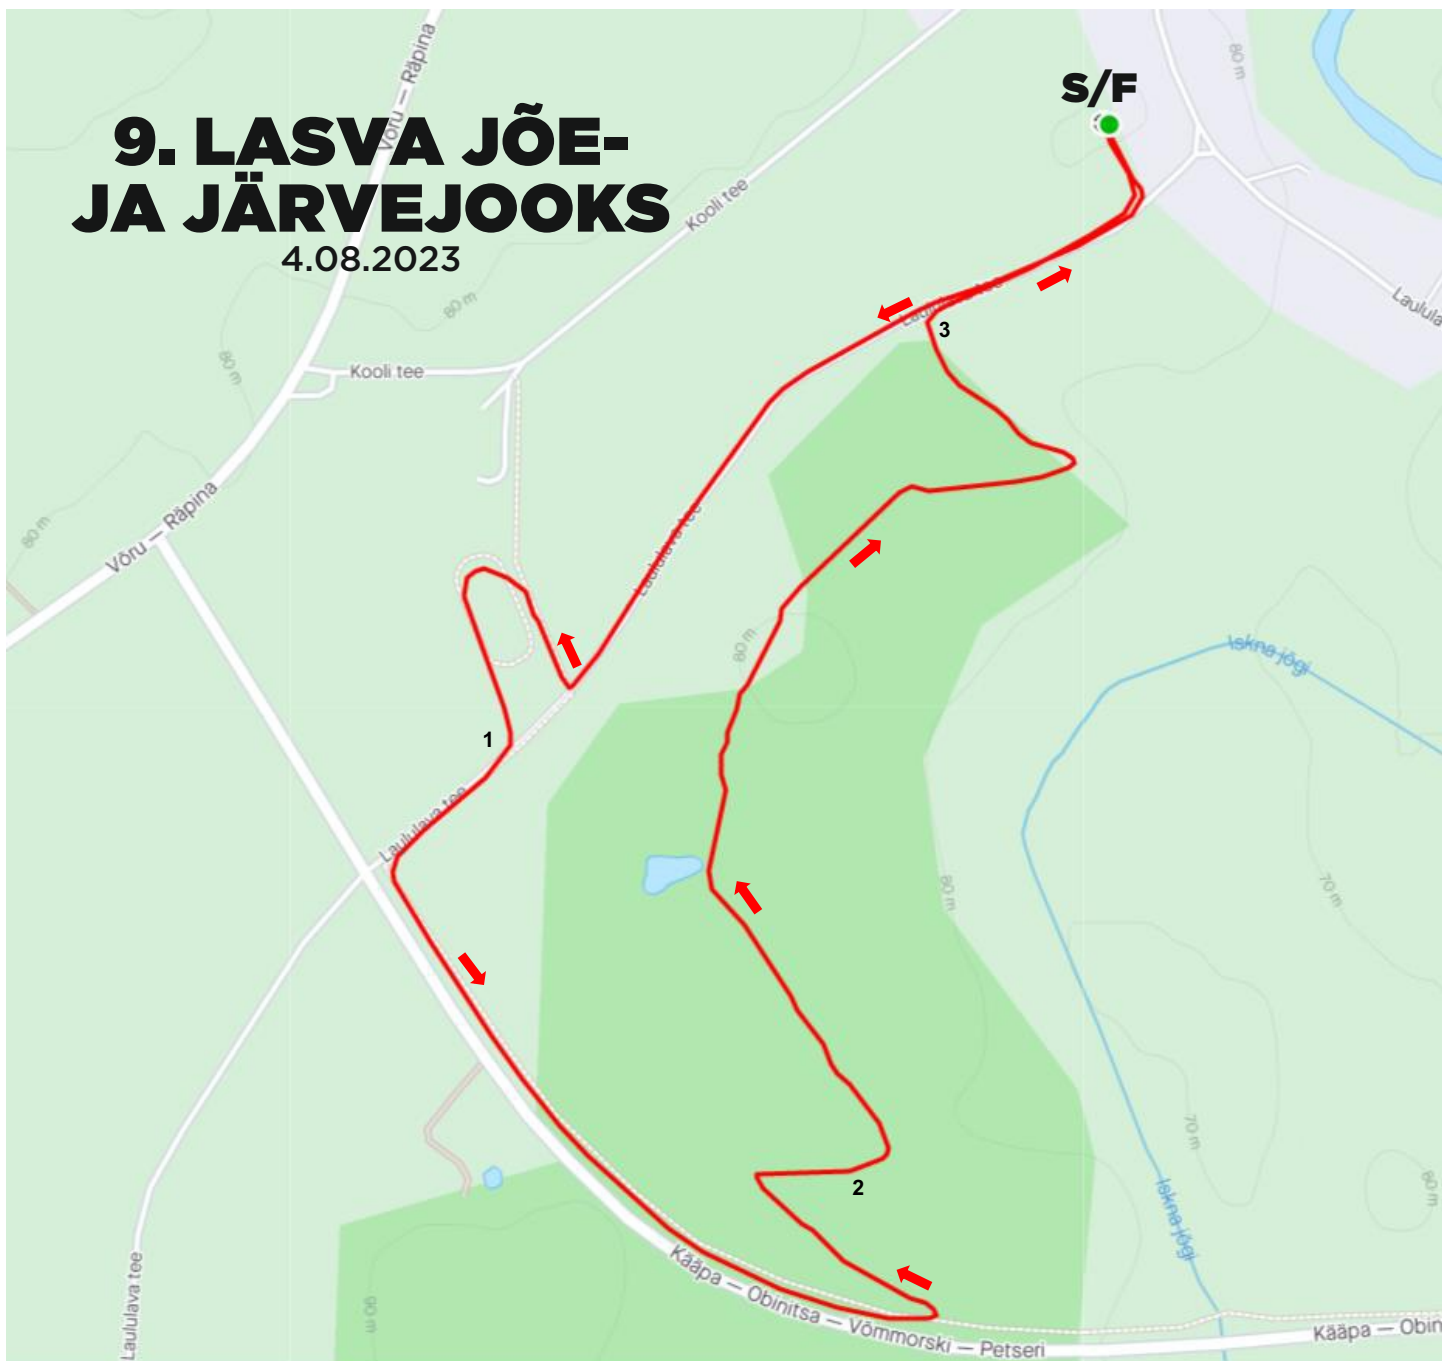 S/F
9. LASVA JÕE-
JA JÄRVEJOOKS
4.08.2023
Võru — Räpina
Kooli tee
80 m
80 m
80 m
Kooli tee
Laulula
Laululava tee
3
80 m
Võru — Räpina
Laululava tee
80 m
Iskna jõgi
1
Laululava tee
80 m
70 m
70 m
2
80 m
Iskna jõgi
90 m
Laululava tee
Kääpa — Obinitsa — Võmmorski — Petseri
Kääpa — Obin